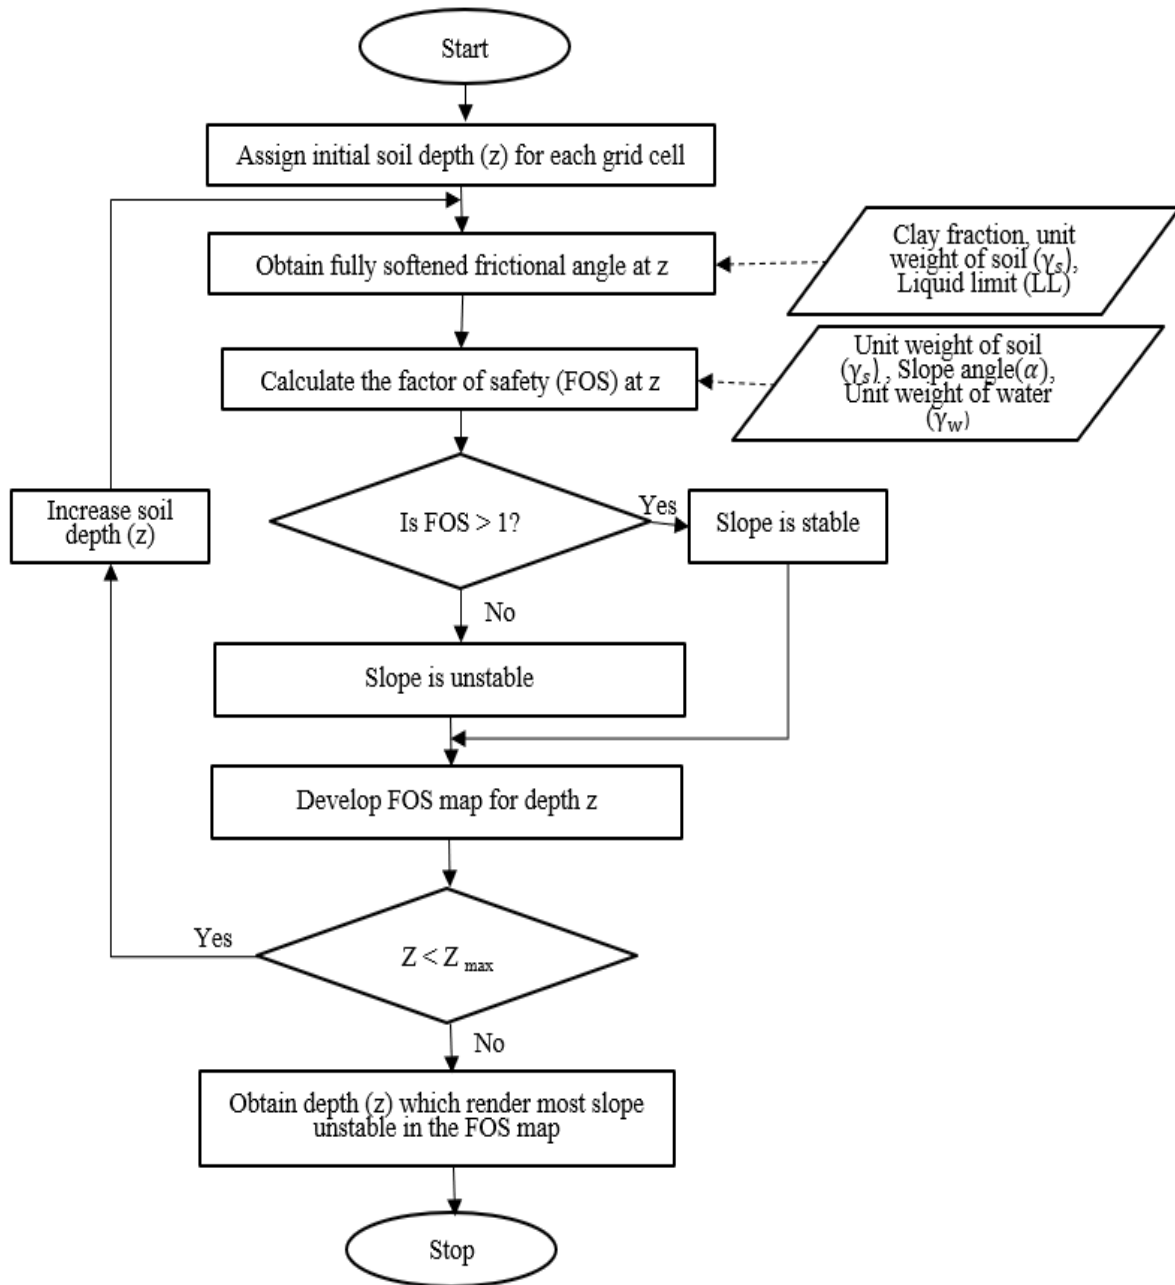 Start
Assign initial soil depth (z) for each grid cell
Obtain fully softened frictional angle at z
Clay fraction, unit
weight of soil (γₛ),
Liquid limit (LL)
Calculate the factor of safety (FOS) at z
Unit weight of soil
(γₛ) , Slope angle(α),
Unit weight of water
(γw)
Is FOS > 1?
Yes
Slope is stable
Increase soil
depth (z)
No
Slope is unstable
Develop FOS map for depth z
Yes
Z < Z max
No
Obtain depth (z) which render most slope
unstable in the FOS map
Stop